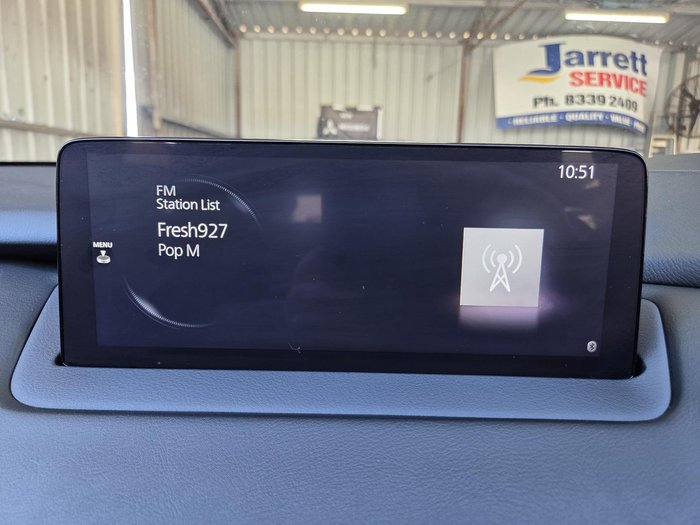 Jarrett
SERVICE
Ph. 8339 2409
RELIABLE - QUALITY - VALUE
10:51
FM
Station List
Fresh927
Pop M
MENU